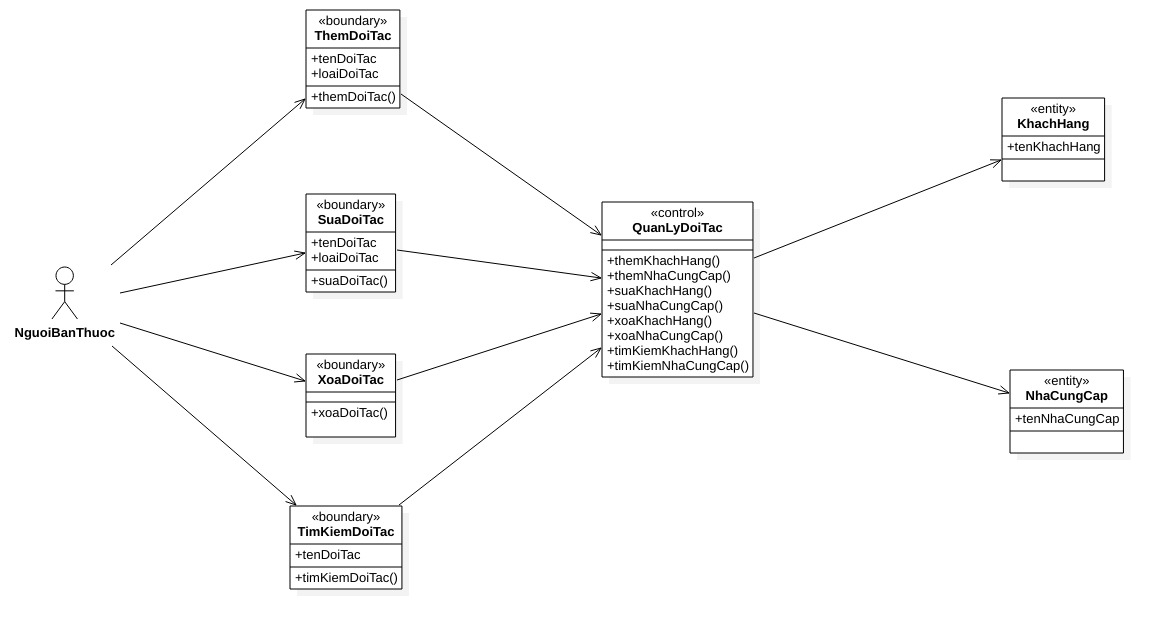 «boundary»
ThemDoiTac
+tenDoiTac
+loaiDoiTac
+themDoiTac()
«boundary»
SuaDoiTac
+tenDoiTac
+loaiDoiTac
+suaDoiTac()
NguoiBanThuoc
«boundary»
XoaDoiTac
+xoaDoiTac()
«boundary»
TimKiemDoiTac
+tenDoiTac
+timKiemDoiTac()
«control»
QuanLyDoiTac
+themKhachHang()
+themNhaCungCap()
+suaKhachHang()
+suaNhaCungCap()
+xoaKhachHang()
+xoaNhaCungCap()
+timKiemKhachHang()
+timKiemNhaCungCap()
«entity»
KhachHang
+tenKhachHang
«entity»
NhaCungCap
+tenNhaCungCap